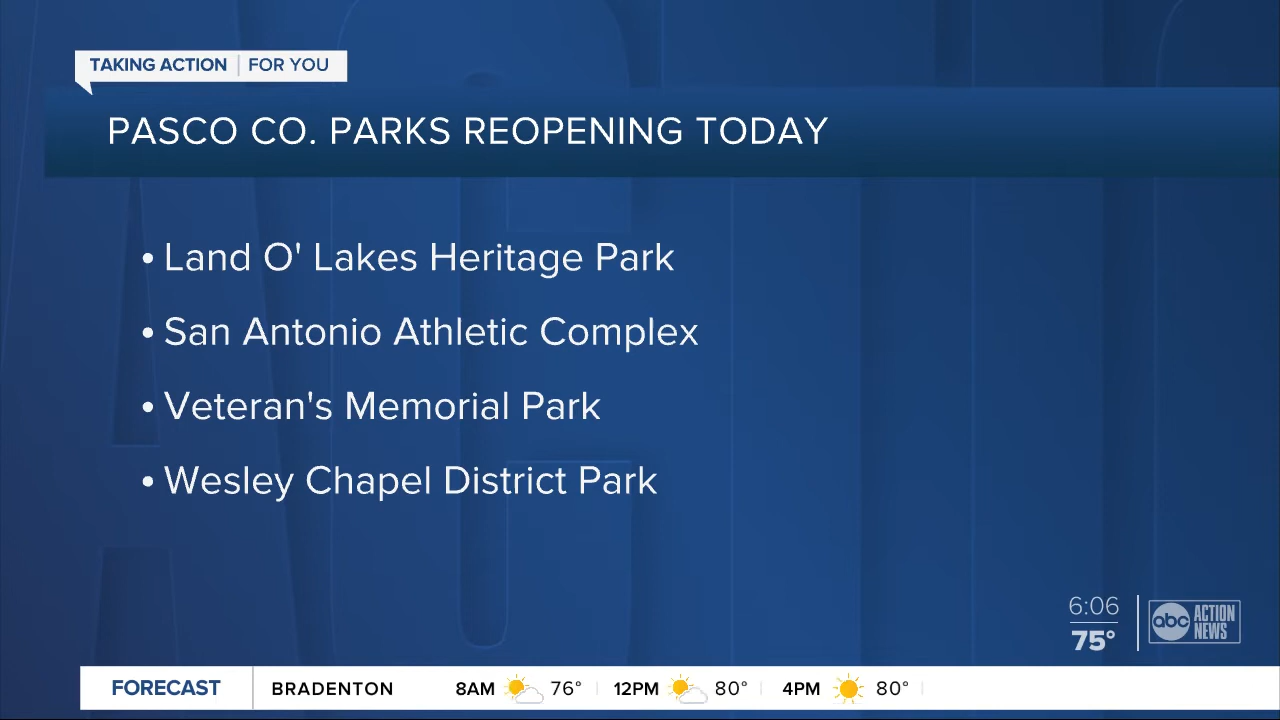 TAKING ACTION | FOR YOU
PASCO CO. PARKS REOPENING TODAY
• Land O' Lakes Heritage Park
• San Antonio Athletic Complex
• Veteran's Memorial Park
• Wesley Chapel District Park
6:06
75°
abc ACTION NEWS
FORECAST BRADENTON 8AM 76° 12PM 80° 4PM 80°